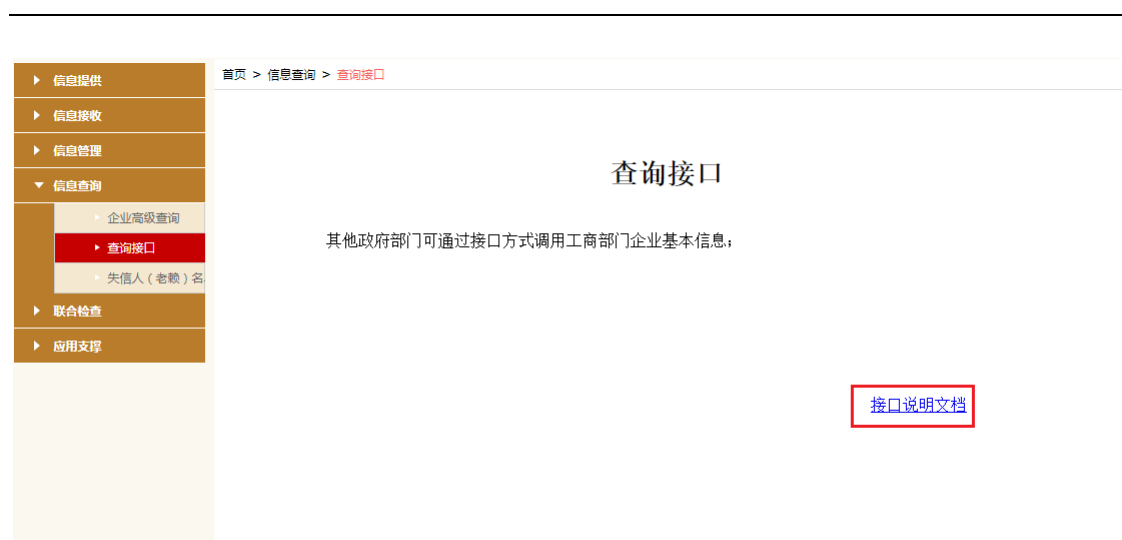 首页 > 信息查询 > 查询接口
信息提供
信息接收
信息管理
信息查询
企业高级查询
查询接口
失信人（老赖）名
联合检查
应用支撑
查询接口
其他政府部门可通过接口方式调用工商部门企业基本信息；
接口说明文档